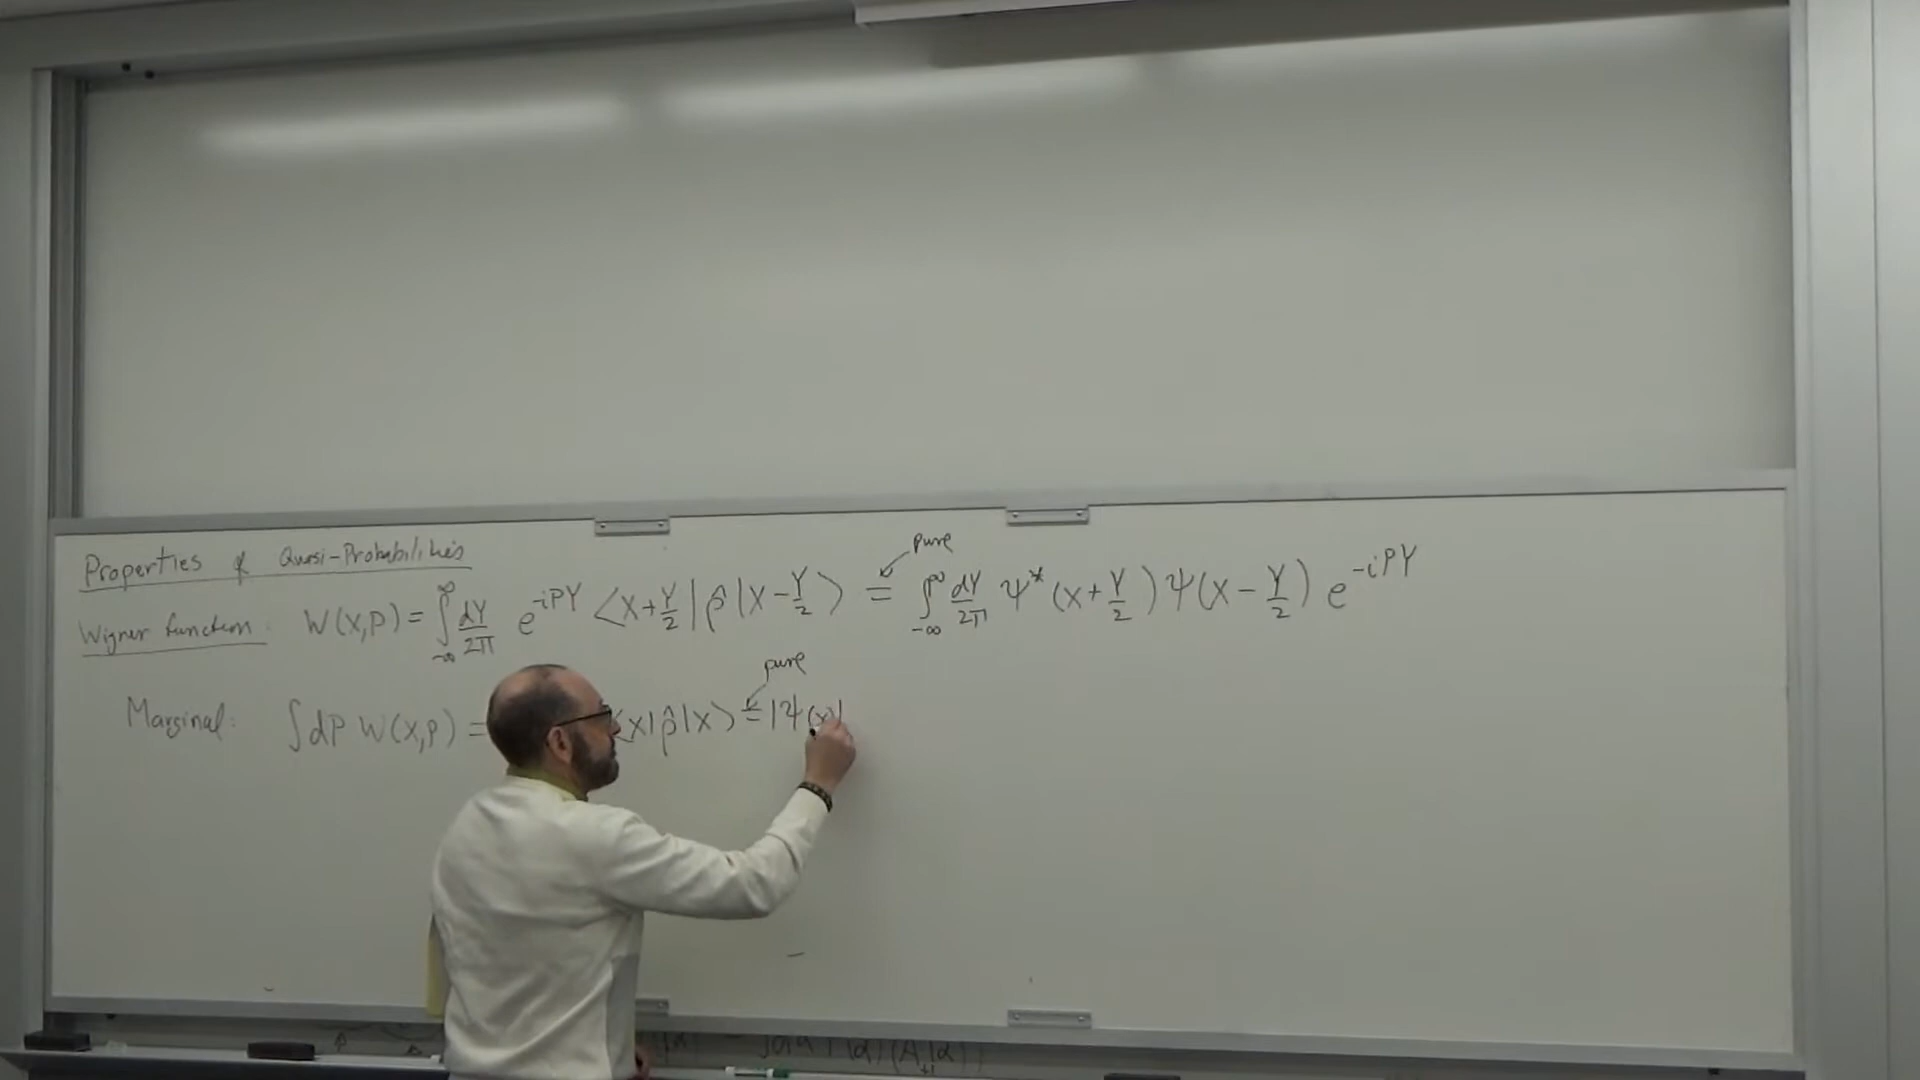 Properties of Quasi-Probabilities
pure
Wigner function: W(X,P) = ∫_{-∞}^{∞} dY/2π e^{-iPY} <X+Y/2|ρ̂|X-Y/2> = ∫_{-∞}^{∞} dY/2π Ψ*(X+Y/2)Ψ(X-Y/2) e^{-iPY}
pure
Marginal: ∫dP W(X,P) = <X|ρ̂|X> = |Ψ(x)|